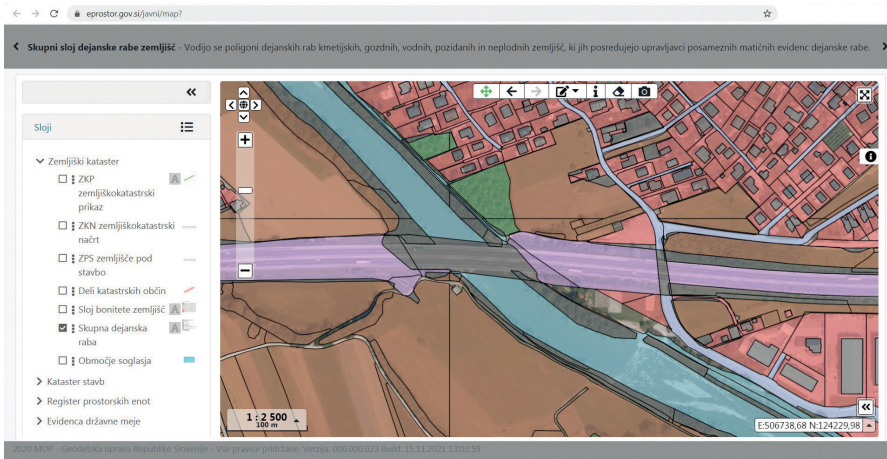 eprostor.gov.si/javni/map?
Skupni sloj dejanske rabe zemljišč - Vodijo se poligoni dejanskih rab kmetijskih, gozdnih, vodnih, pozidanih in neplodnih zemljišč, ki jih posredujejo upravljavci posameznih matičnih evidenc dejanske rabe.
Sloji
Zemljiški kataster
ZKP
zemljiškokatastrski
prikaz
A
ZKN zemljiškokatastrski
načrt
ZPS zemljišče pod
stavbo
Deli katastrskih občin
Sloj bonitete zemljišč
A
Skupna dejanska
raba
A
Območje soglasja
Kataster stavb
Register prostorskih enot
Evidenca državne meje
1 : 2 500
100 m
E:506738,68 N:124229,98
2020 MOP - Geodetska uprava Republike Slovenije - Vse pravice pridržane, Verzija: 000.000.023 Build: 15.11.2021 13:03:59